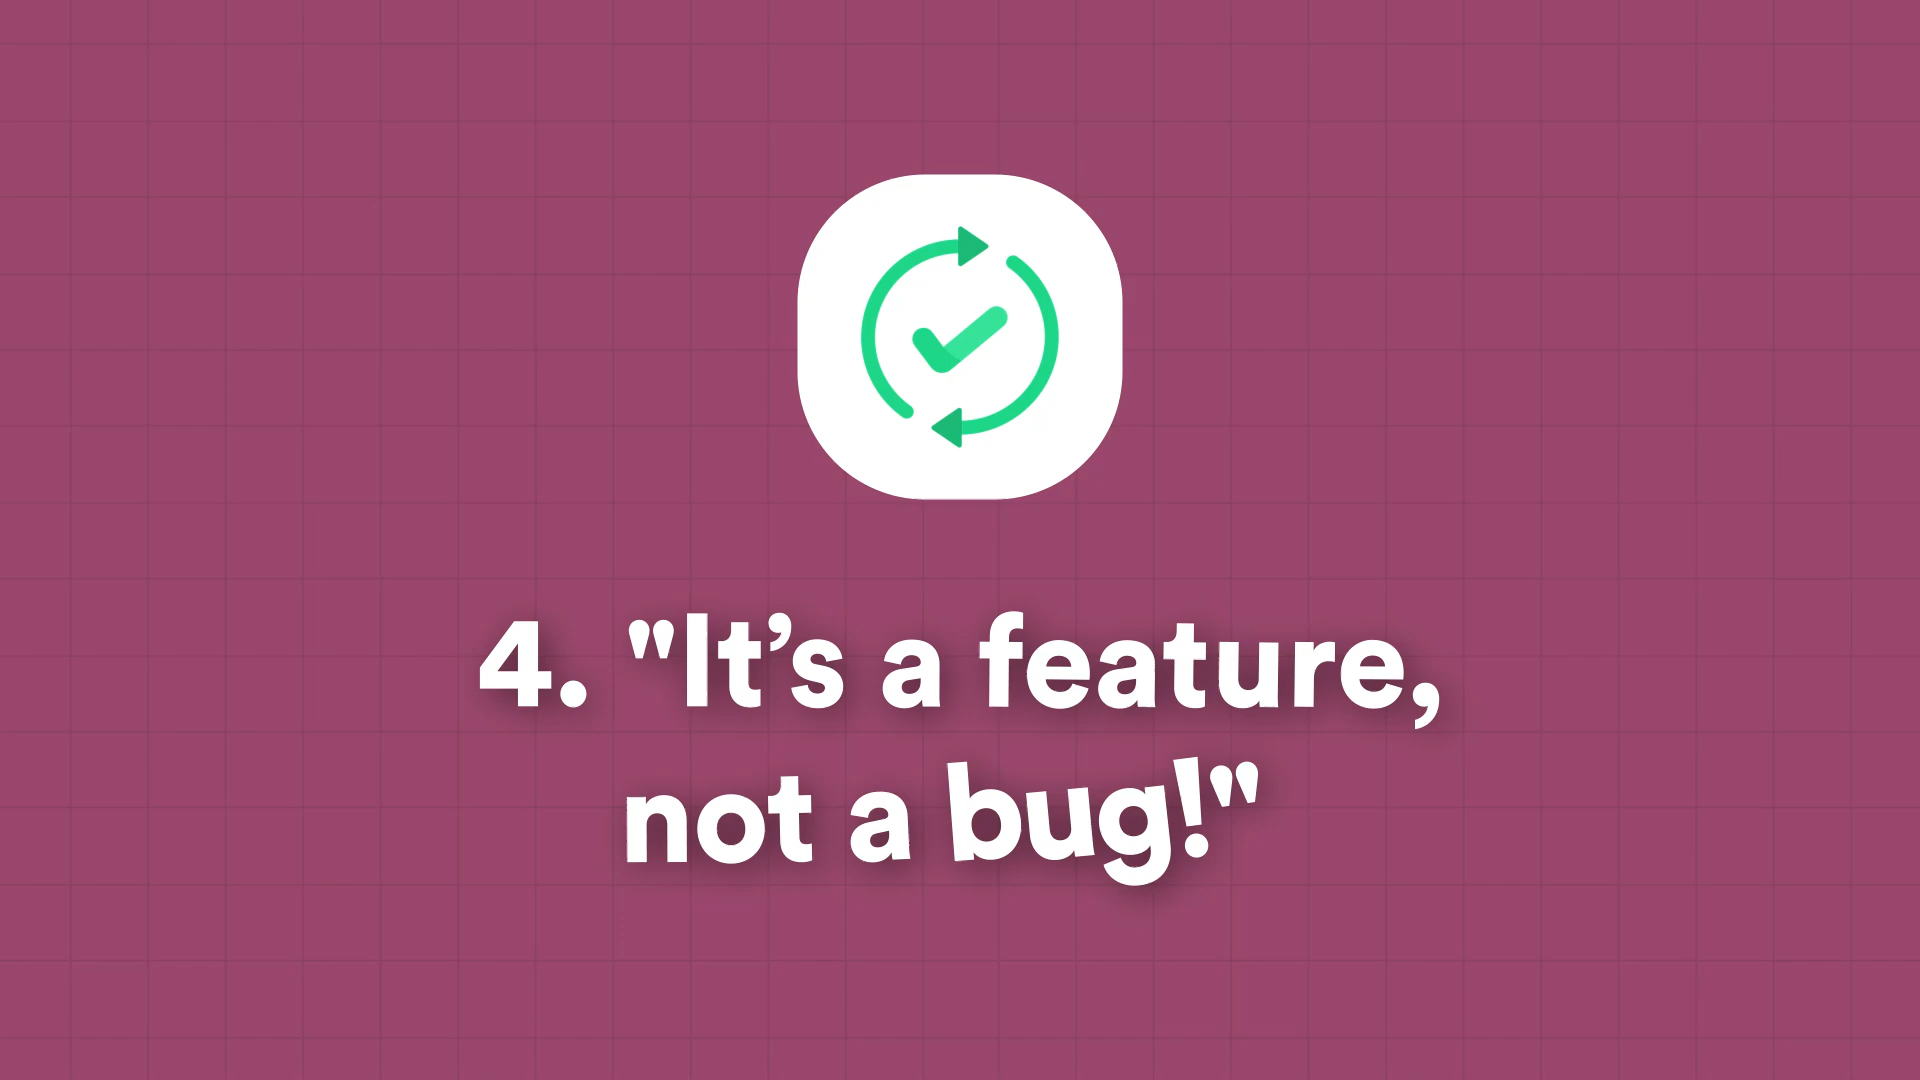 4. "It’s a feature,
not a bug!"